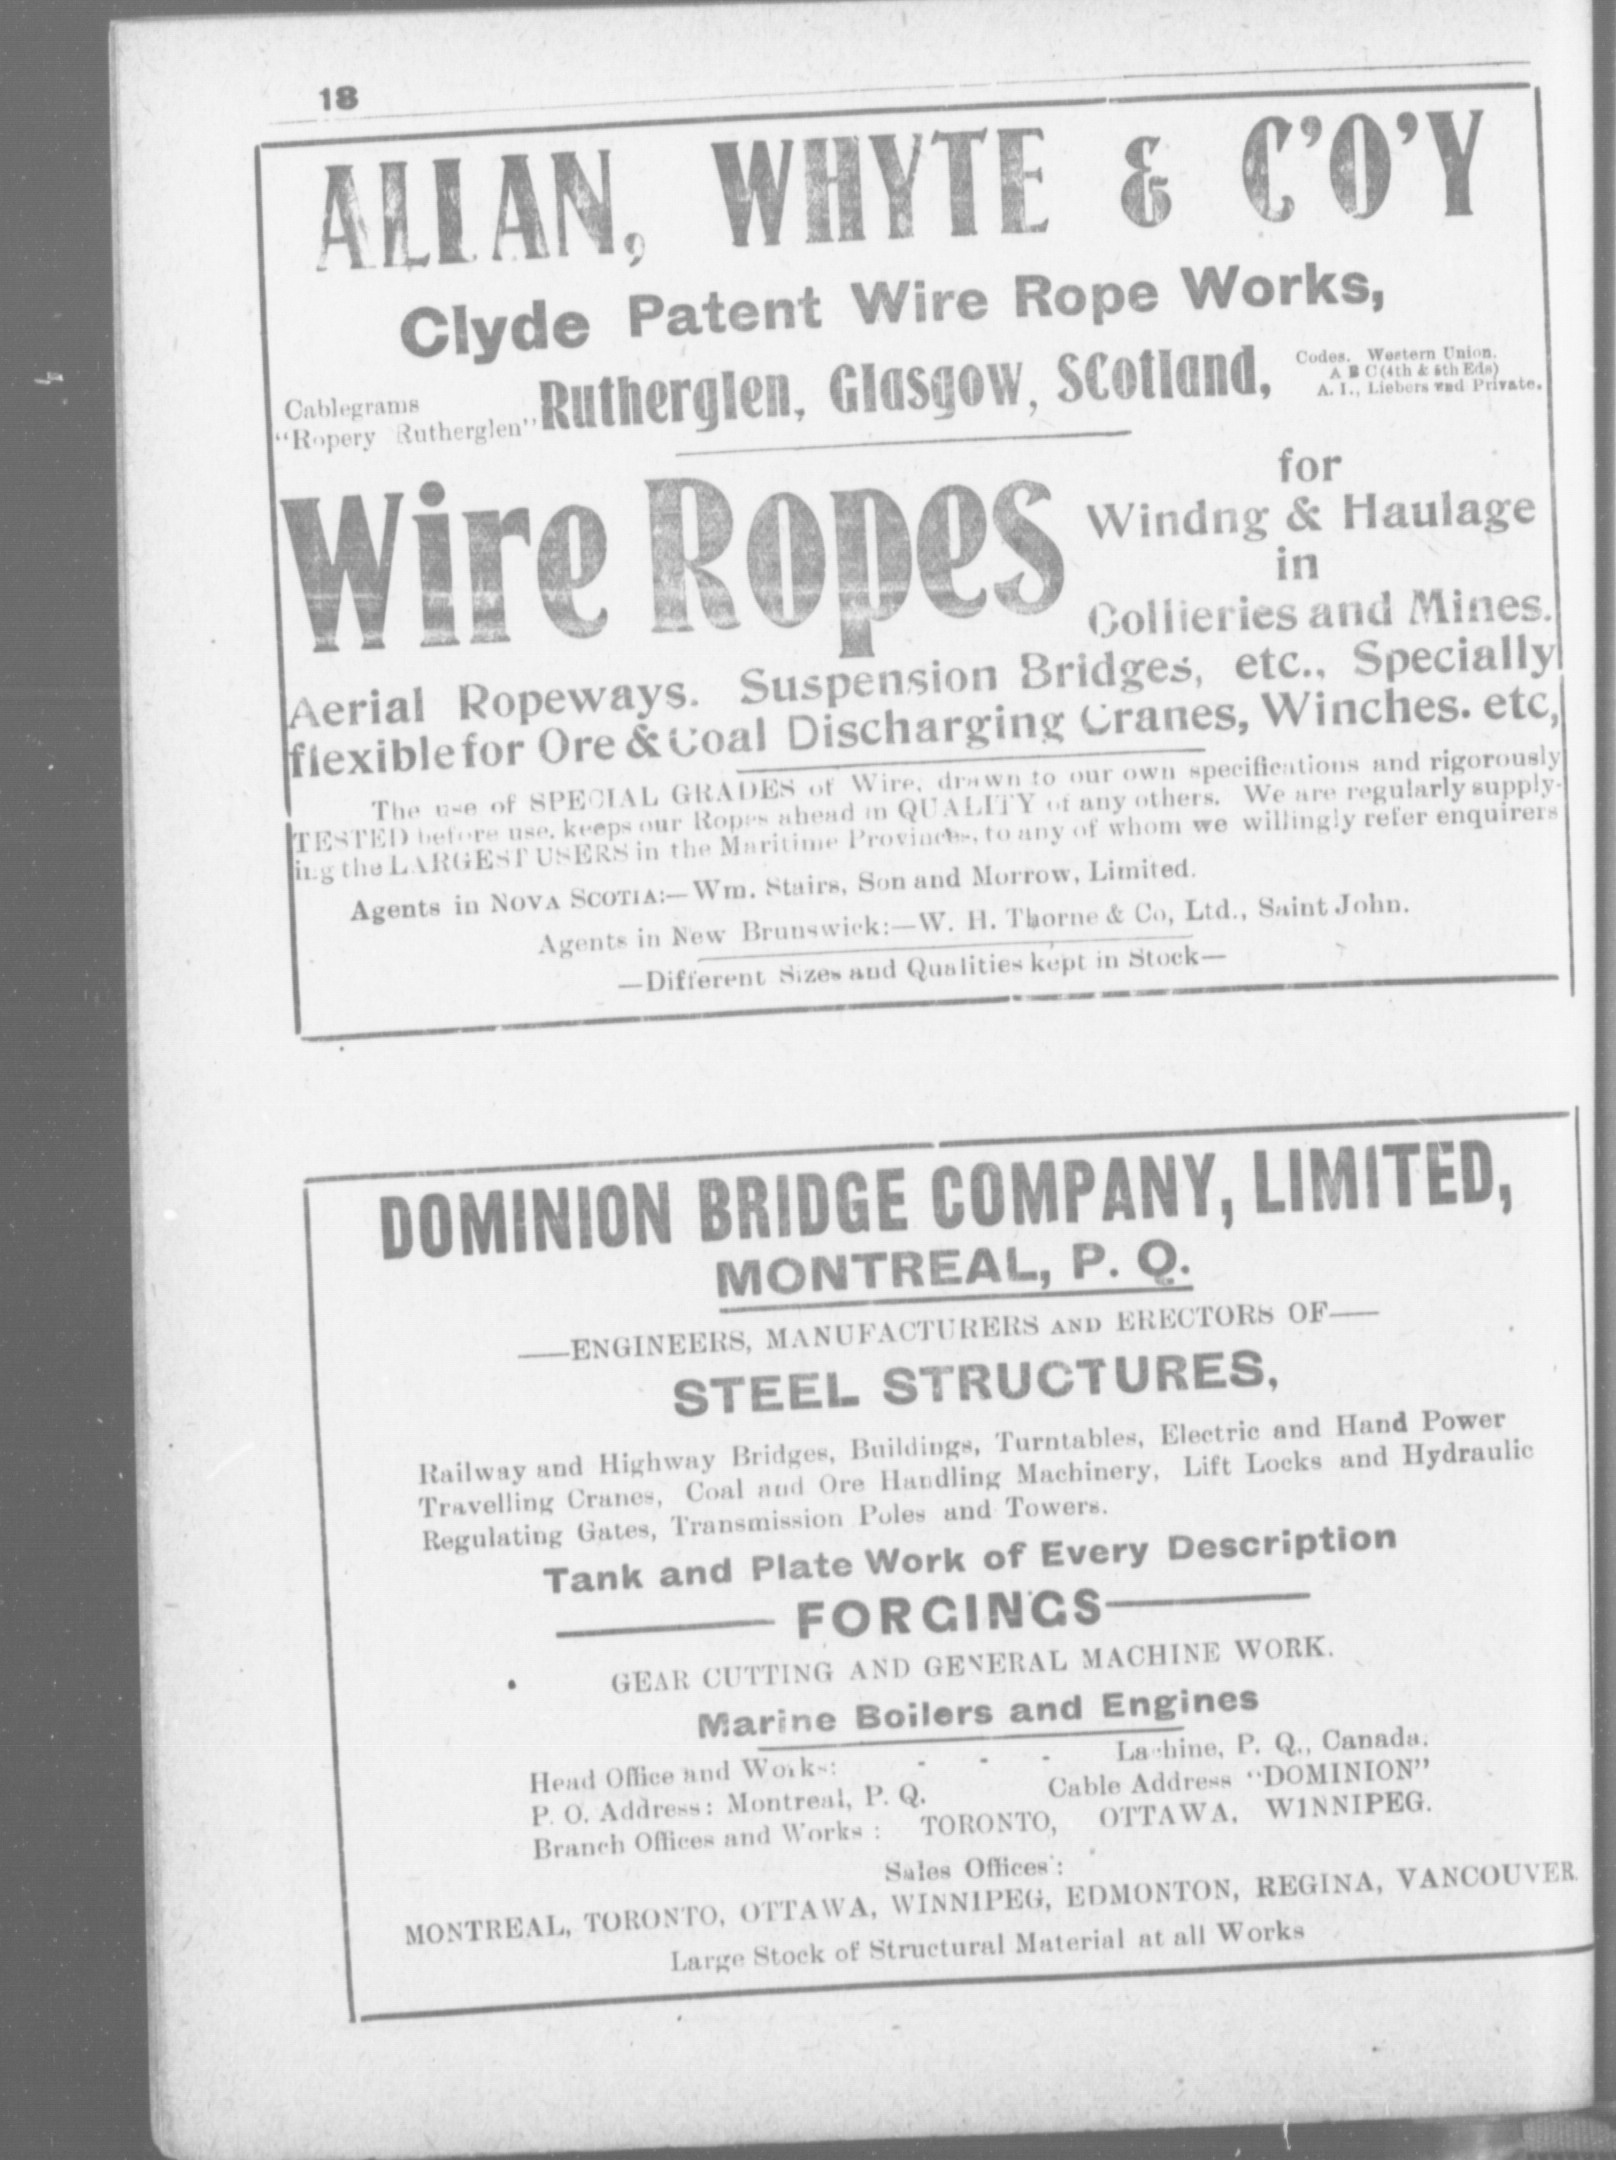 18
ALLAN, WHYTE & C'O'Y
Clyde Patent Wire Rope Works,
Rutherglen, Glasgow, Scotland,
Cablegrams
"Ropery Rutherglen"
Codes. Western Union.
A B C (4th & 5th Eds)
A. I., Liebers and Private.
Wire Ropes
for
Windng & Haulage
in
Collieries and Mines.
Aerial Ropeways. Suspension Bridges, etc., Specially
flexible for Ore & Coal Discharging Cranes, Winches. etc,
The use of SPECIAL GRADES of Wire, drawn to our own specifications and rigorously
TESTED before use, keeps our Ropes ahead in QUALITY of any others. We are regularly supply-
ing the LARGEST USERS in the Maritime Provinces, to any of whom we willingly refer enquirers
Agents in NOVA SCOTIA:—Wm. Stairs, Son and Morrow, Limited.
Agents in New Brunswick:—W. H. Thorne & Co, Ltd., Saint John.
—Different Sizes and Qualities kept in Stock—
DOMINION BRIDGE COMPANY, LIMITED,
MONTREAL, P. Q.
—ENGINEERS, MANUFACTURERS AND ERECTORS OF—
STEEL STRUCTURES,
Railway and Highway Bridges, Buildings, Turntables, Electric and Hand Power
Travelling Cranes, Coal and Ore Handling Machinery, Lift Locks and Hydraulic
Regulating Gates, Transmission Poles and Towers.
Tank and Plate Work of Every Description
—FORGINGS—
GEAR CUTTING AND GENERAL MACHINE WORK.
Marine Boilers and Engines
Head Office and Works: - - - Lachine, P. Q., Canada.
P. O. Address: Montreal, P. Q. Cable Address "DOMINION"
Branch Offices and Works : TORONTO, OTTAWA, WINNIPEG.
Sales Offices :
MONTREAL, TORONTO, OTTAWA, WINNIPEG, EDMONTON, REGINA, VANCOUVER.
Large Stock of Structural Material at all Works